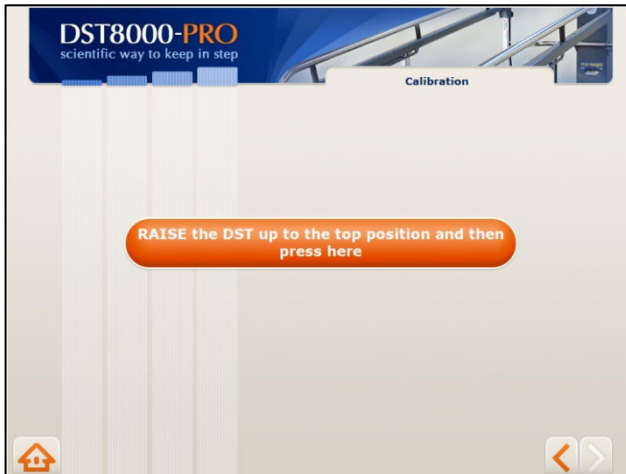 DST8000-PRO
scientific way to keep in step
Calibration
RAISE the DST up to the top position and then
press here